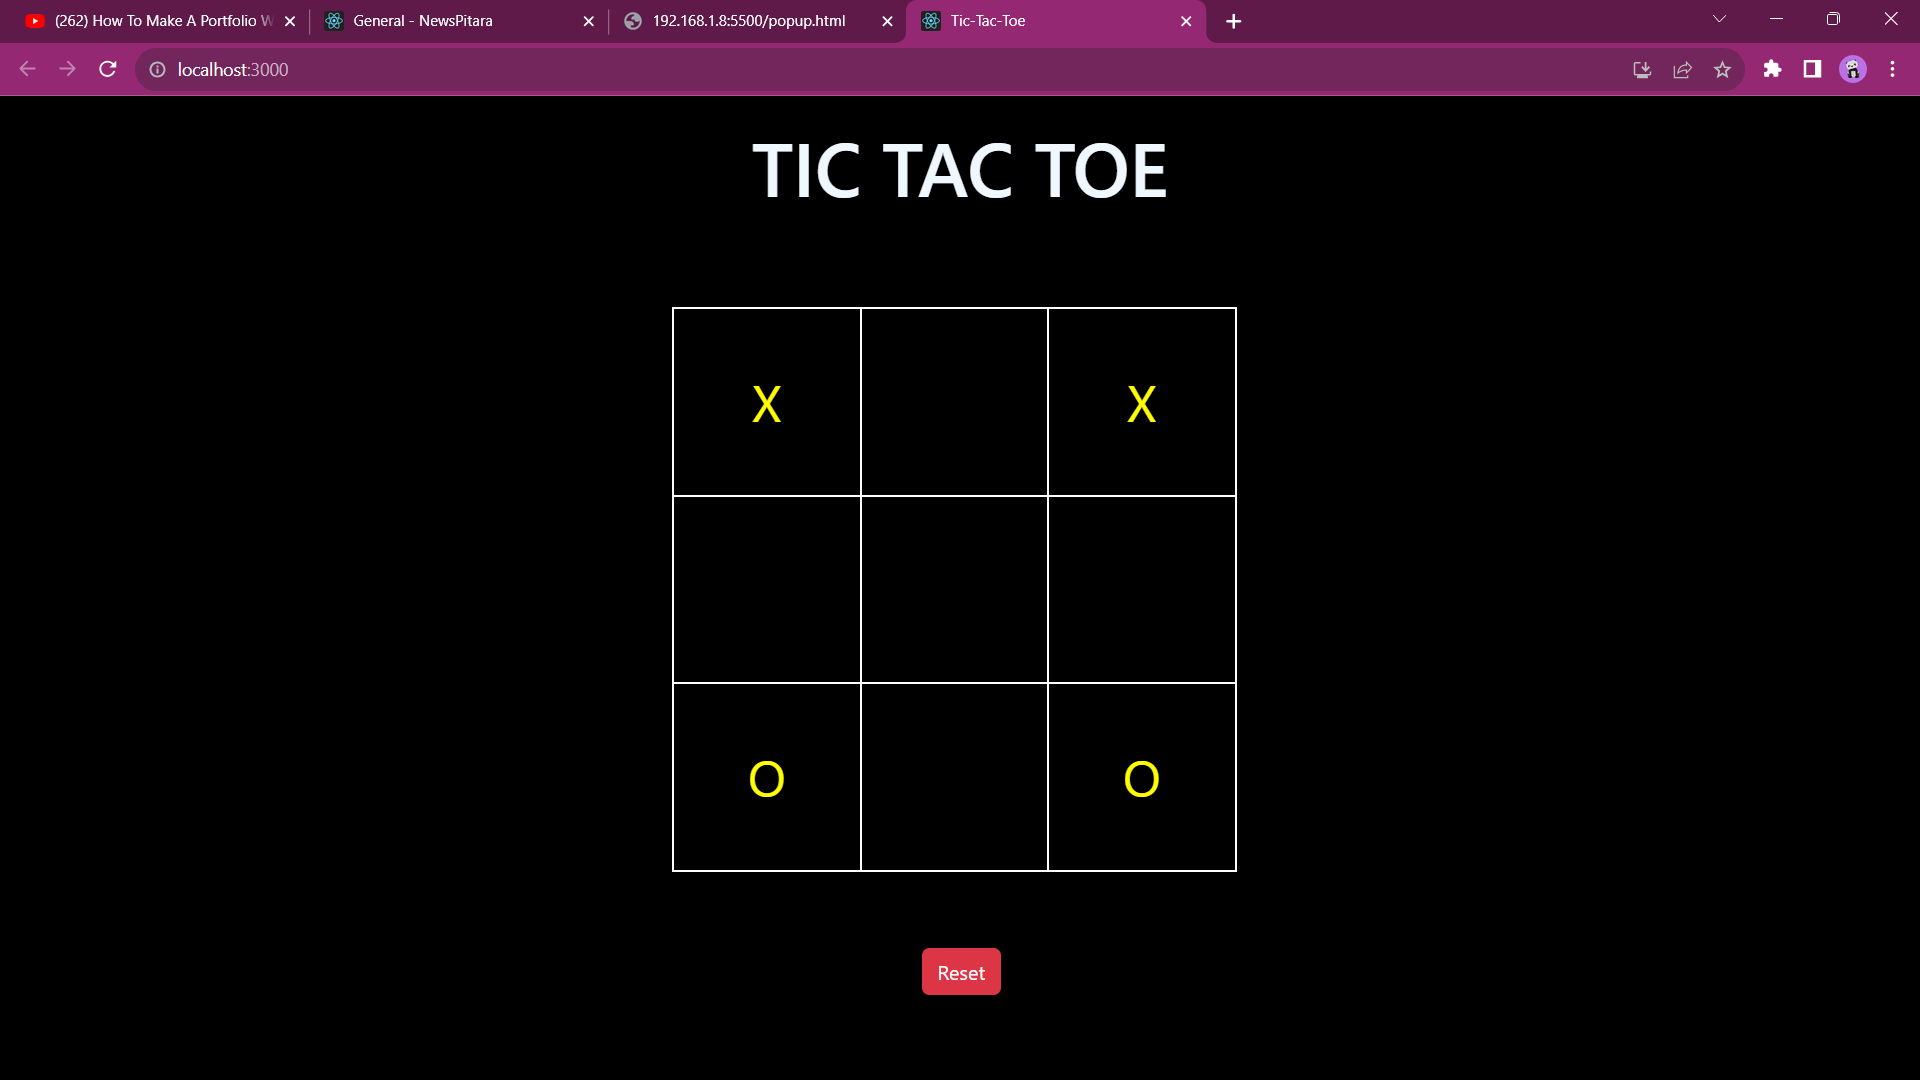 (262) How To Make A Portfolio W
General - NewsPitara
192.168.1.8:5500/popup.html
Tic-Tac-Toe
localhost:3000
TIC TAC TOE
X X
O O
Reset